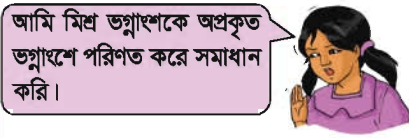 আমি মিশ্র ভগ্নাংশকে অপ্রকৃত
ভগ্নাংশে পরিণত করে সমাধান
করি।